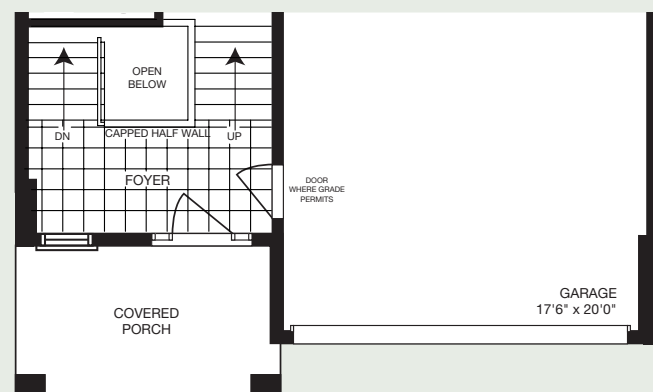 OPEN
BELOW
DN
CAPPED HALF WALL
UP
FOYER
DOOR
WHERE GRADE
PERMITS
GARAGE
17'6" x 20'0"
COVERED
PORCH